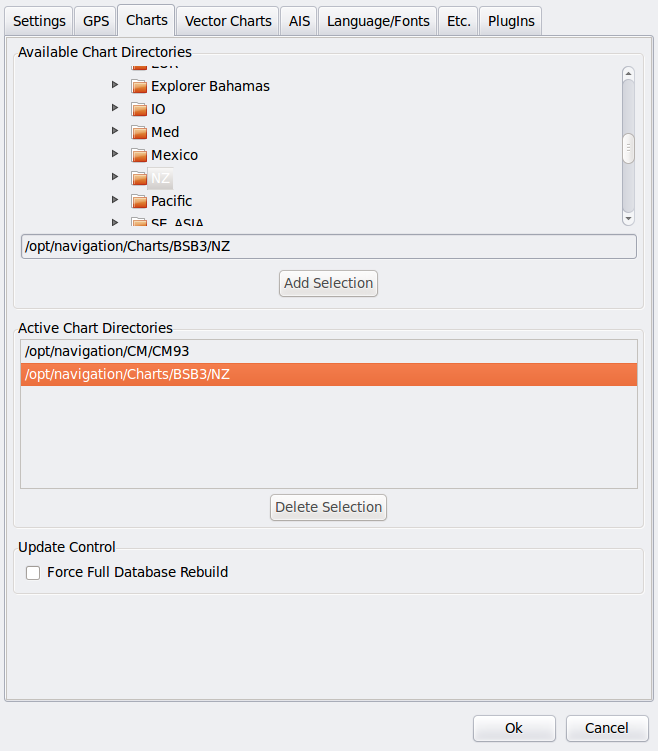 Settings GPS Charts Vector Charts AIS Language/Fonts Etc. PlugIns
Available Chart Directories
EUR
Explorer Bahamas
IO
Med
Mexico
NZ
Pacific
SE_ASIA
/opt/navigation/Charts/BSB3/NZ
Add Selection
Active Chart Directories
/opt/navigation/CM/CM93
/opt/navigation/Charts/BSB3/NZ
Delete Selection
Update Control
Force Full Database Rebuild
Ok Cancel